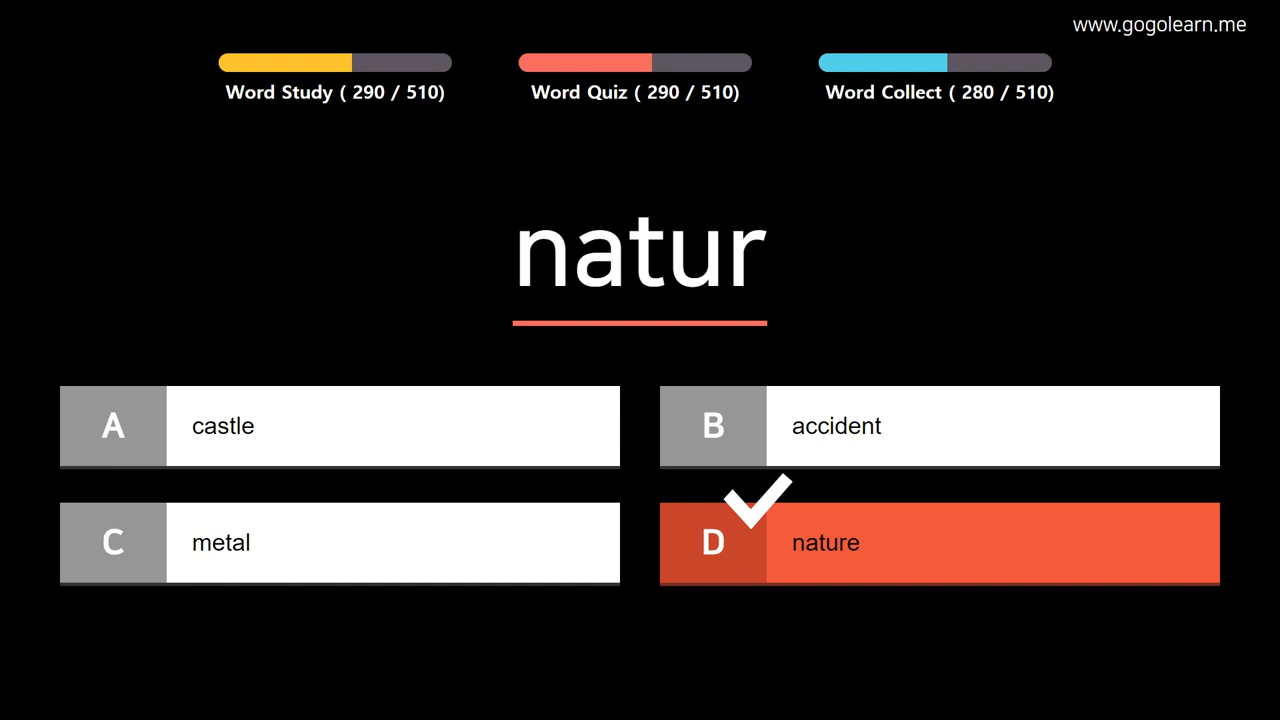 www.gogolearn.me
Word Study ( 290 / 510)
Word Quiz ( 290 / 510)
Word Collect ( 280 / 510)
natur
A castle
B accident
C metal
D nature